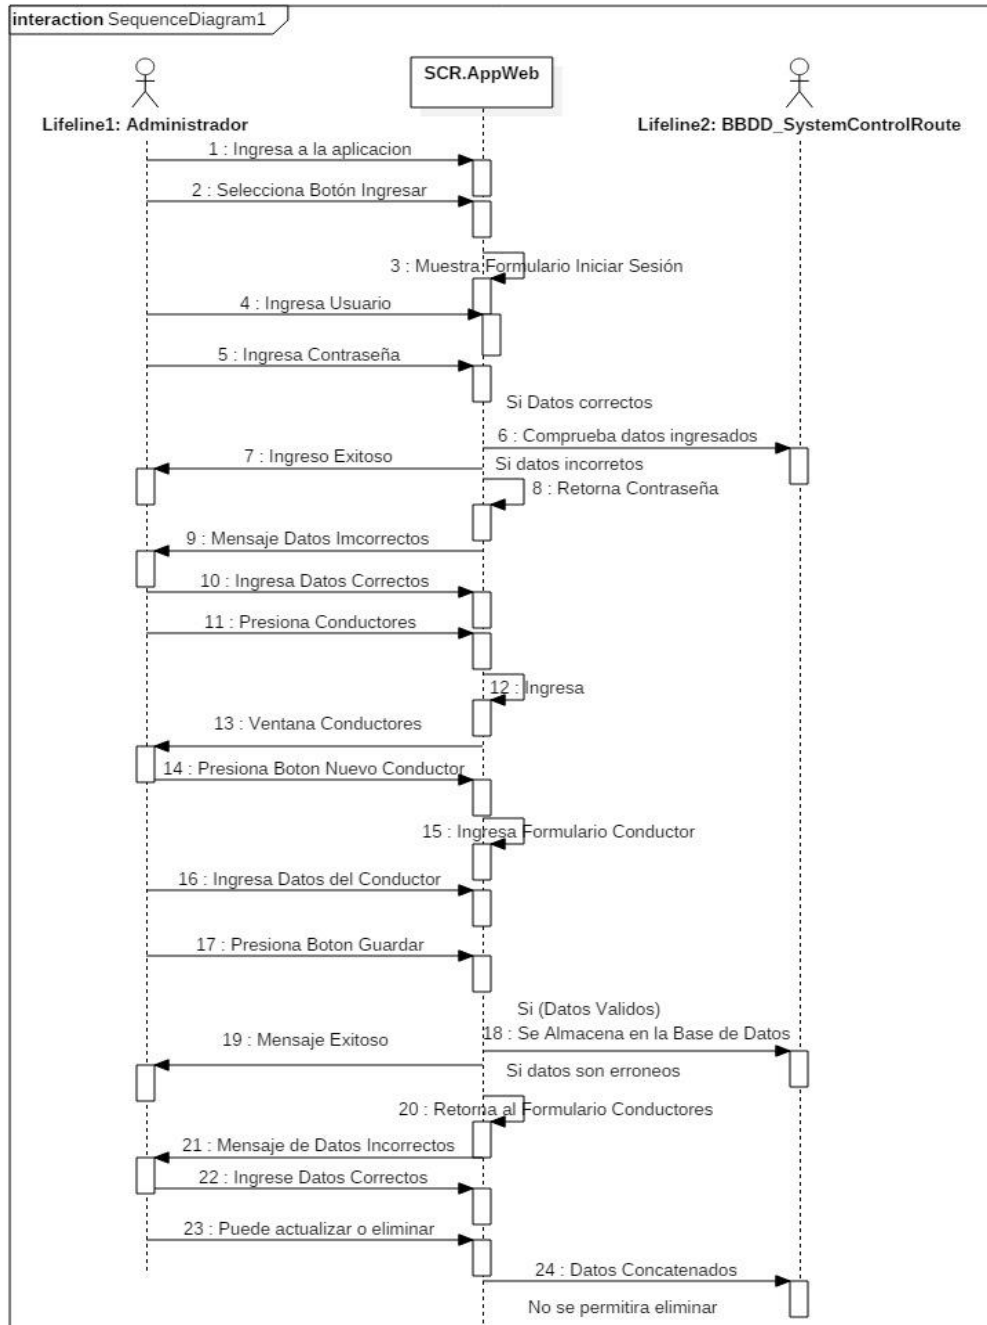 interaction SequenceDiagram1
SCR.AppWeb
Lifeline1: Administrador
Lifeline2: BBDD_SystemControlRoute
1 : Ingresa a la aplicacion
2 : Selecciona Botón Ingresar
3 : Muestra Formulario Iniciar Sesión
4 : Ingresa Usuario
5 : Ingresa Contraseña
Si Datos correctos
6 : Comprueba datos ingresados
7 : Ingreso Exitoso
Si datos incorretos
8 : Retorna Contraseña
9 : Mensaje Datos Imcorrectos
10 : Ingresa Datos Correctos
11 : Presiona Conductores
12 : Ingresa
13 : Ventana Conductores
14 : Presiona Boton Nuevo Conductor
15 : Ingresa Formulario Conductor
16 : Ingresa Datos del Conductor
17 : Presiona Boton Guardar
Si (Datos Validos)
18 : Se Almacena en la Base de Datos
19 : Mensaje Exitoso
Si datos son erroneos
20 : Retorna al Formulario Conductores
21 : Mensaje de Datos Incorrectos
22 : Ingrese Datos Correctos
23 : Puede actualizar o eliminar
24 : Datos Concatenados
No se permitira eliminar